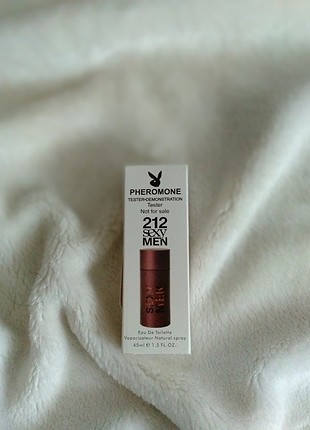 PHEROMONE
TESTER-DEMONSTRATION
Tester
Not for sale
212
sexy
MEN
Eau De Toilette
Vaporisateur Natural spray
45ml e 1.5 FL.OZ.